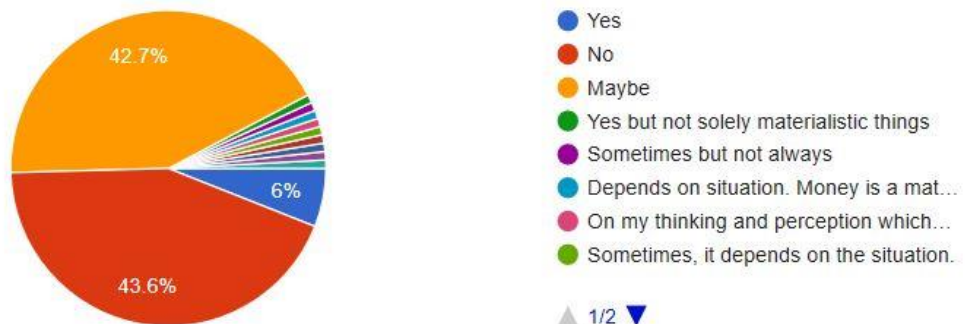 42.7%
6%
43.6%
Yes
No
Maybe
Yes but not solely materialistic things
Sometimes but not always
Depends on situation. Money is a mat…
On my thinking and perception which…
Sometimes, it depends on the situation.
1/2